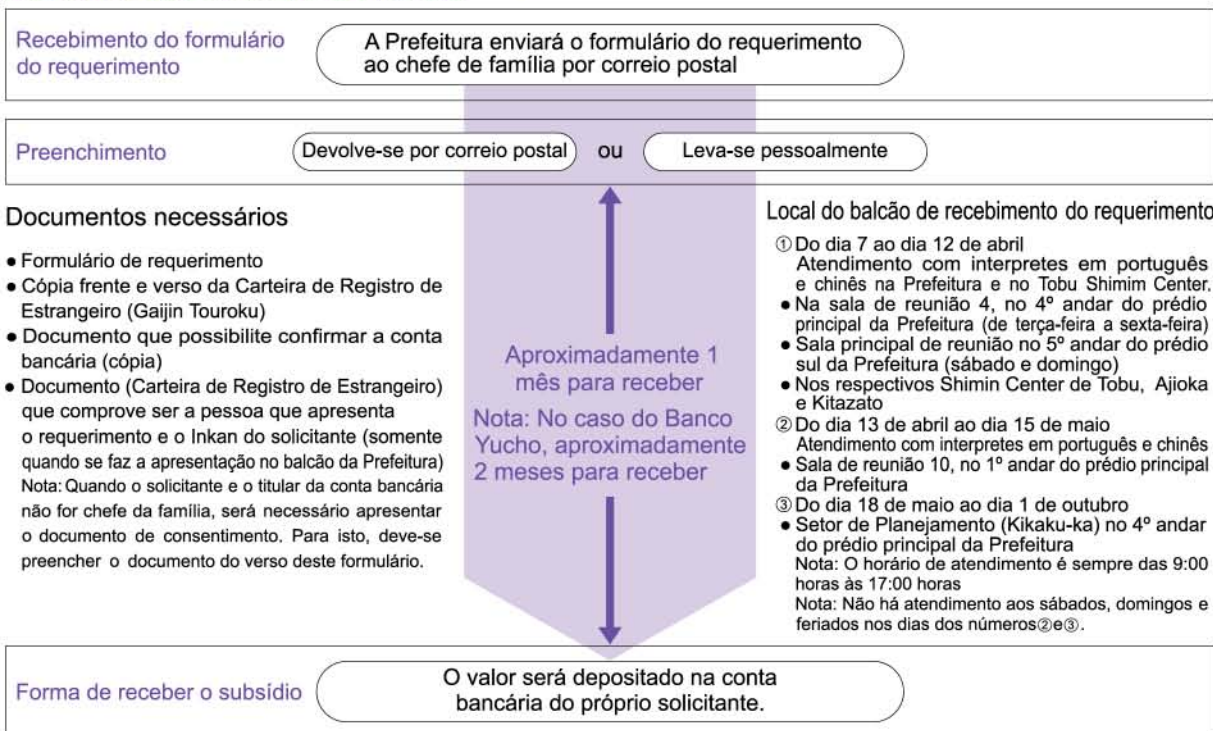 Recebimento do formulário
do requerimento
A Prefeitura enviará o formulário do requerimento
ao chefe de família por correio postal
Preenchimento
Devolve-se por correio postal
ou
Leva-se pessoalmente
Documentos necessários
● Formulário de requerimento
● Cópia frente e verso da Carteira de Registro de
Estrangeiro (Gaijin Touroku)
● Documento que possibilite confirmar a conta
bancária (cópia)
● Documento (Carteira de Registro de Estrangeiro)
que comprove ser a pessoa que apresenta
o requerimento e o Inkan do solicitante (somente
quando se faz a apresentação no balcão da Prefeitura)
Nota: Quando o solicitante e o titular da conta bancária
não for chefe da família, será necessário apresentar
o documento de consentimento. Para isto, deve-se
preencher o documento do verso deste formulário.
Aproximadamente 1
mês para receber
Nota: No caso do Banco
Yucho, aproximadamente
2 meses para receber
Local do balcão de recebimento do requerimento
① Do dia 7 ao dia 12 de abril
Atendimento com interpretes em português
e chinês na Prefeitura e no Tobu Shimim Center.
● Na sala de reunião 4, no 4º andar do prédio
principal da Prefeitura (de terça-feira a sexta-feira)
● Sala principal de reunião no 5º andar do prédio
sul da Prefeitura (sábado e domingo)
● Nos respectivos Shimin Center de Tobu, Ajioka
e Kitazato
② Do dia 13 de abril ao dia 15 de maio
Atendimento com interpretes em português e chinês
● Sala de reunião 10, no 1º andar do prédio principal
da Prefeitura
③ Do dia 18 de maio ao dia 1 de outubro
● Setor de Planejamento (Kikaku-ka) no 4º andar
do prédio principal da Prefeitura
Nota: O horário de atendimento é sempre das 9:00
horas às 17:00 horas
Nota: Não há atendimento aos sábados, domingos e
feriados nos dias dos números②e③.
Forma de receber o subsídio
O valor será depositado na conta
bancária do próprio solicitante.